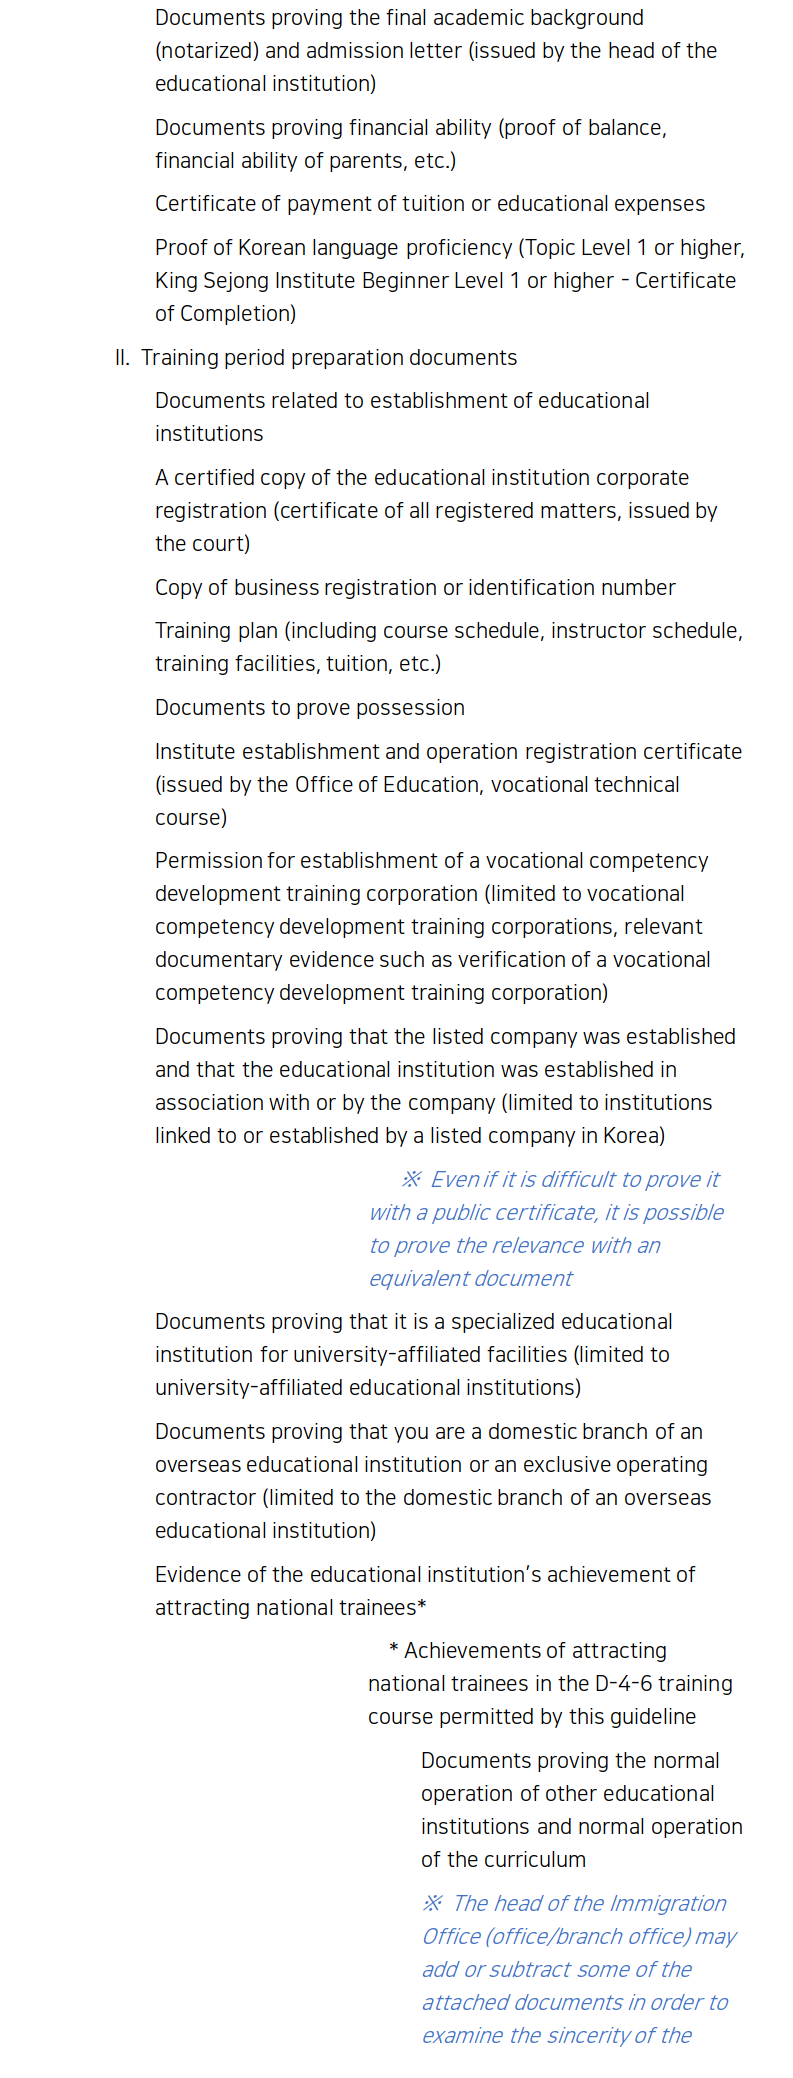 Documents proving the final academic background
(notarized) and admission letter (issued by the head of the
educational institution)
Documents proving financial ability (proof of balance,
financial ability of parents, etc.)
Certificate of payment of tuition or educational expenses
Proof of Korean language proficiency (Topic Level 1 or higher,
King Sejong Institute Beginner Level 1 or higher - Certificate
of Completion)
II. Training period preparation documents
Documents related to establishment of educational
institutions
A certified copy of the educational institution corporate
registration (certificate of all registered matters, issued by
the court)
Copy of business registration or identification number
Training plan (including course schedule, instructor schedule,
training facilities, tuition, etc.)
Documents to prove possession
Institute establishment and operation registration certificate
(issued by the Office of Education, vocational technical
course)
Permission for establishment of a vocational competency
development training corporation (limited to vocational
competency development training corporations, relevant
documentary evidence such as verification of a vocational
competency development training corporation)
Documents proving that the listed company was established
and that the educational institution was established in
association with or by the company (limited to institutions
linked to or established by a listed company in Korea)
※ Even if it is difficult to prove it
with a public certificate, it is possible
to prove the relevance with an
equivalent document
Documents proving that it is a specialized educational
institution for university-affiliated facilities (limited to
university-affiliated educational institutions)
Documents proving that you are a domestic branch of an
overseas educational institution or an exclusive operating
contractor (limited to the domestic branch of an overseas
educational institution)
Evidence of the educational institution's achievement of
attracting national trainees*
* Achievements of attracting
national trainees in the D-4-6 training
course permitted by this guideline
Documents proving the normal
operation of other educational
institutions and normal operation
of the curriculum
※ The head of the Immigration
Office (office/branch office) may
add or subtract some of the
attached documents in order to
examine the sincerity of the